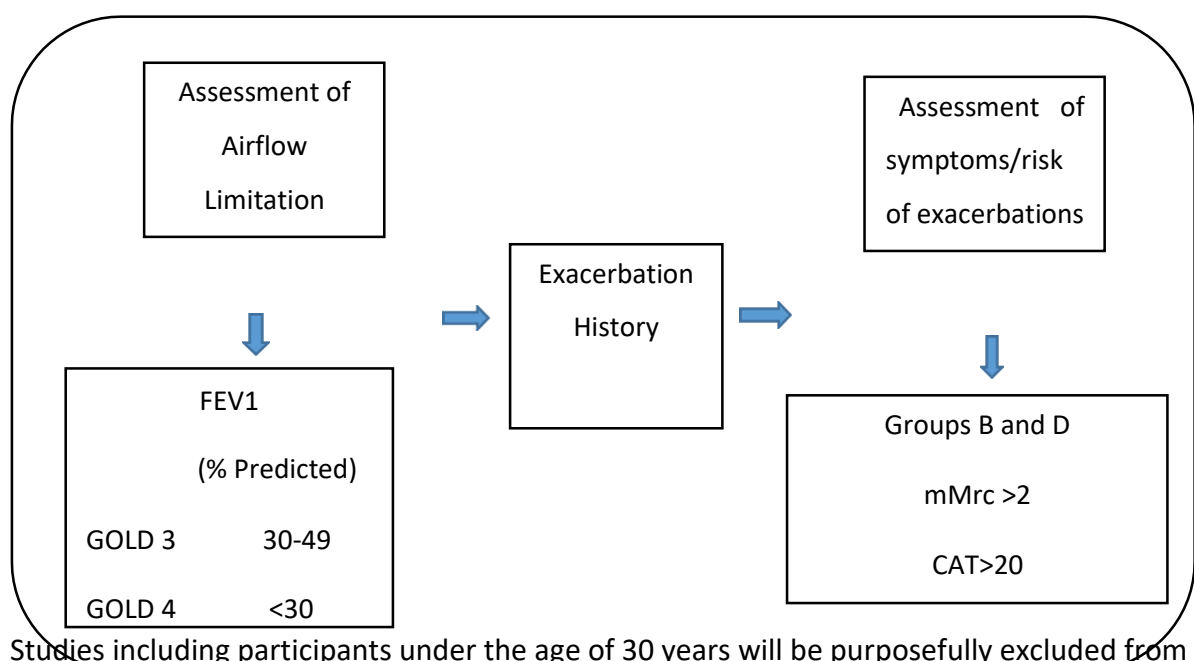 Assessment of
Airflow
Limitation
Assessment of
symptoms/risk
of exacerbations
Exacerbation
History
FEV1
(% Predicted)
GOLD 3 30-49
GOLD 4 <30
Groups B and D
mMrc >2
CAT>20
Studies including participants under the age of 30 years will be purposefully excluded from